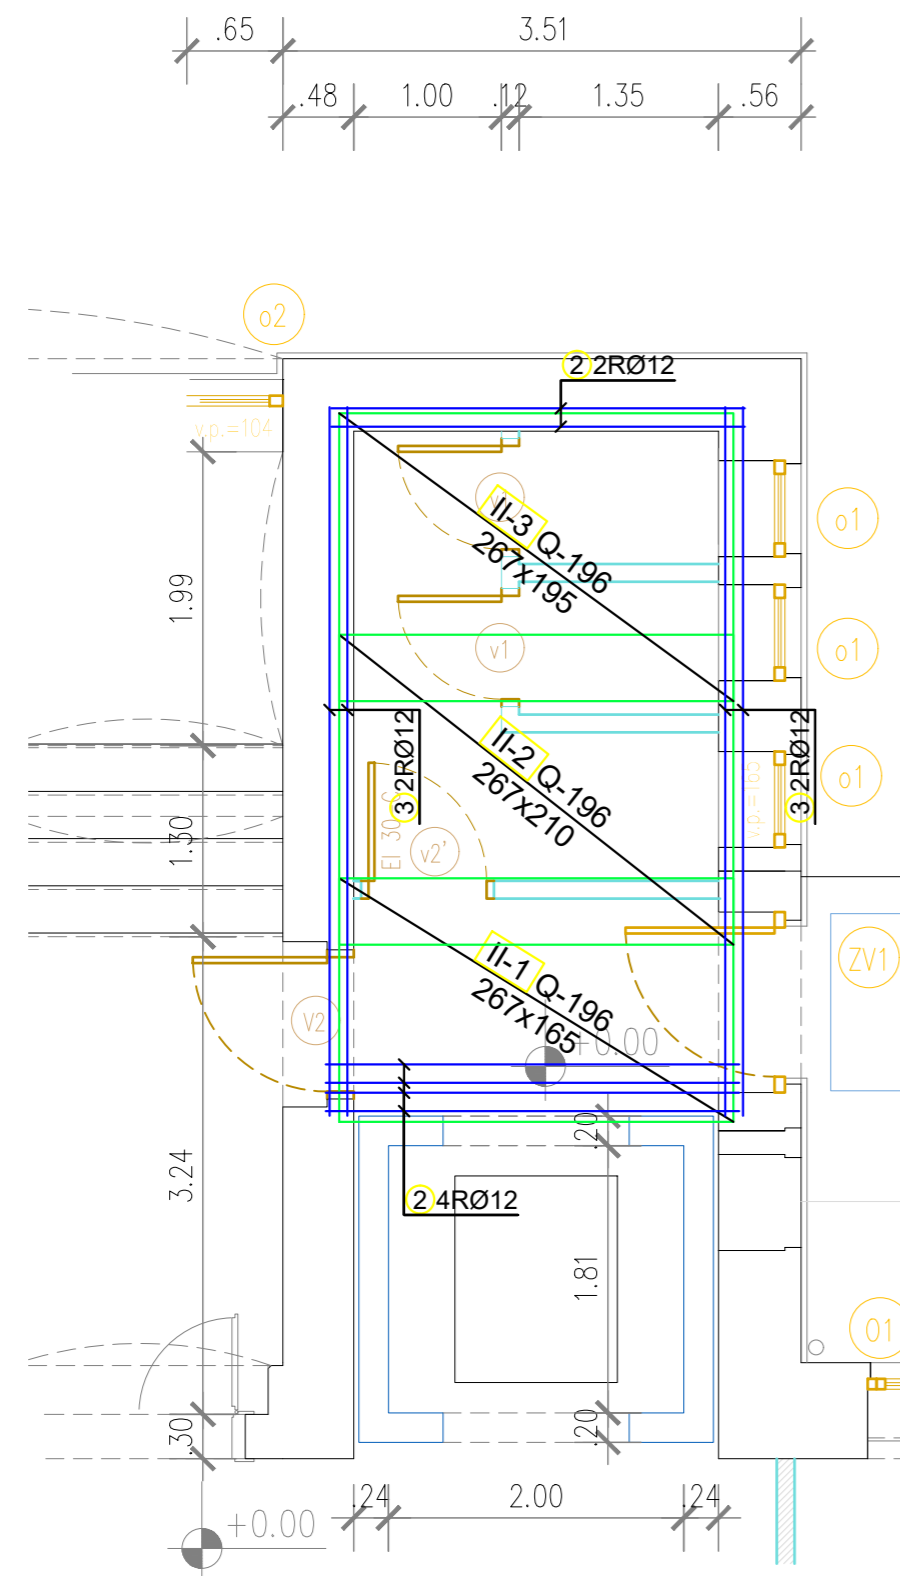 .65
3.51
.48
1.00
.12
1.35
.56
o2
2 2RØ12
v.p.=104
v1
II-3 Q-196
267x195
o1
1.99
v1
o1
3 2RØ12
II-2 Q-196
267x210
v.p.=165
3 2RØ12
o1
1.30
EI 30-C
v2'
iI-1 Q-196
267x165
ZV1
V2
+0.00
.20
3.24
2 4RØ12
1.81
O1
.30
.20
.24
2.00
.24
+0.00